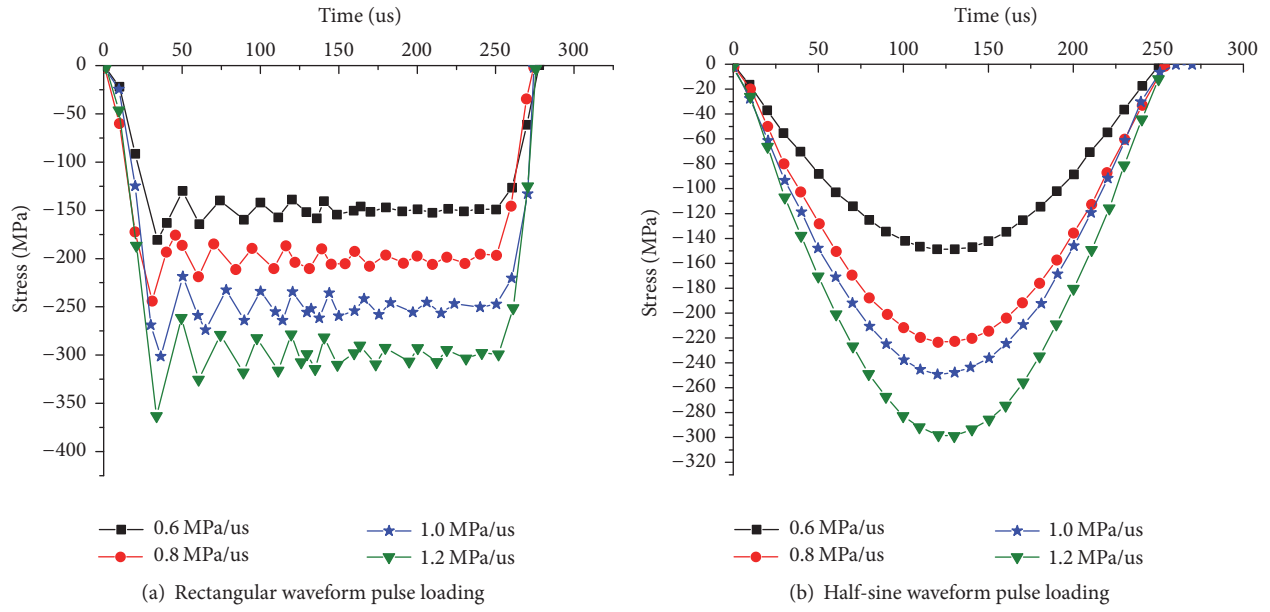 Time (us)
0 50 100 150 200 250 300
0
−50
−100
−150
−200
−250
−300
−350
−400
Stress (MPa)
0.6 MPa/us
0.8 MPa/us
1.0 MPa/us
1.2 MPa/us
(a) Rectangular waveform pulse loading
Time (us)
0 50 100 150 200 250 300
0
−20
−40
−60
−80
−100
−120
−140
−160
−180
−200
−220
−240
−260
−280
−300
−320
Stress (MPa)
0.6 MPa/us
0.8 MPa/us
1.0 MPa/us
1.2 MPa/us
(b) Half-sine waveform pulse loading